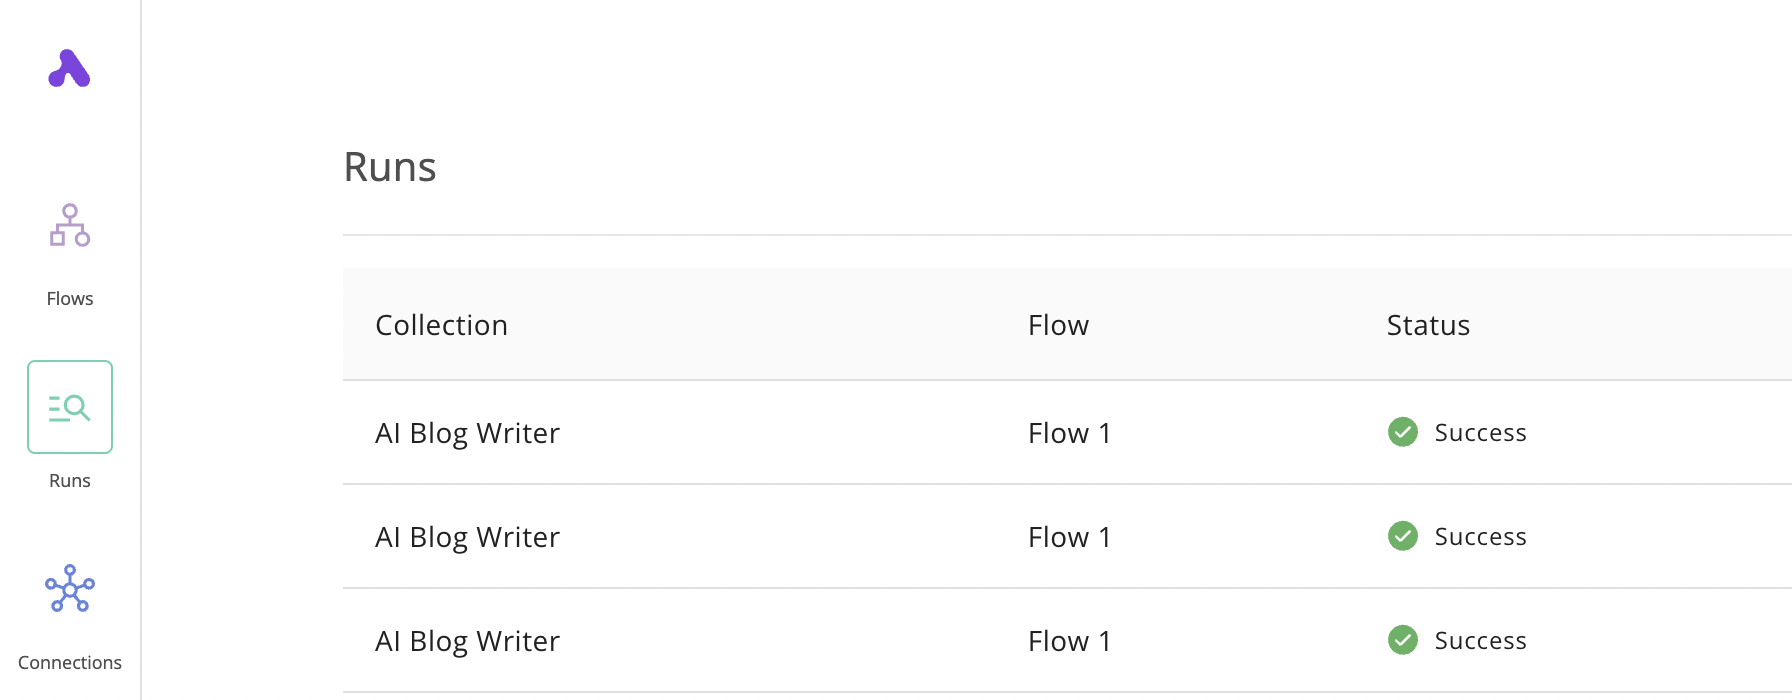 Flows
Runs
Connections
Runs
Collection Flow Status
AI Blog Writer Flow 1 Success
AI Blog Writer Flow 1 Success
AI Blog Writer Flow 1 Success